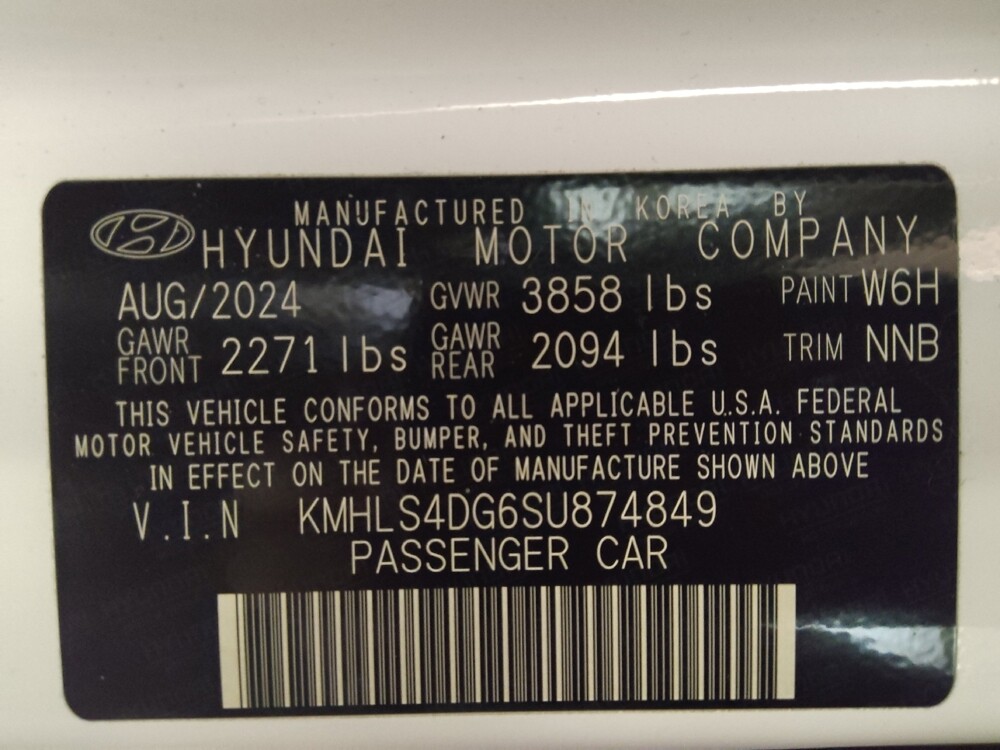 MANUFACTURED IN KOREA BY
HYUNDAI MOTOR COMPANY
AUG/2024 GVWR 3858 lbs PAINT W6H
GAWR FRONT 2271 lbs GAWR REAR 2094 lbs TRIM NNB
THIS VEHICLE CONFORMS TO ALL APPLICABLE U.S.A. FEDERAL
MOTOR VEHICLE SAFETY, BUMPER, AND THEFT PREVENTION STANDARDS
IN EFFECT ON THE DATE OF MANUFACTURE SHOWN ABOVE
V.I.N KMHLS4DG6SU874849
PASSENGER CAR